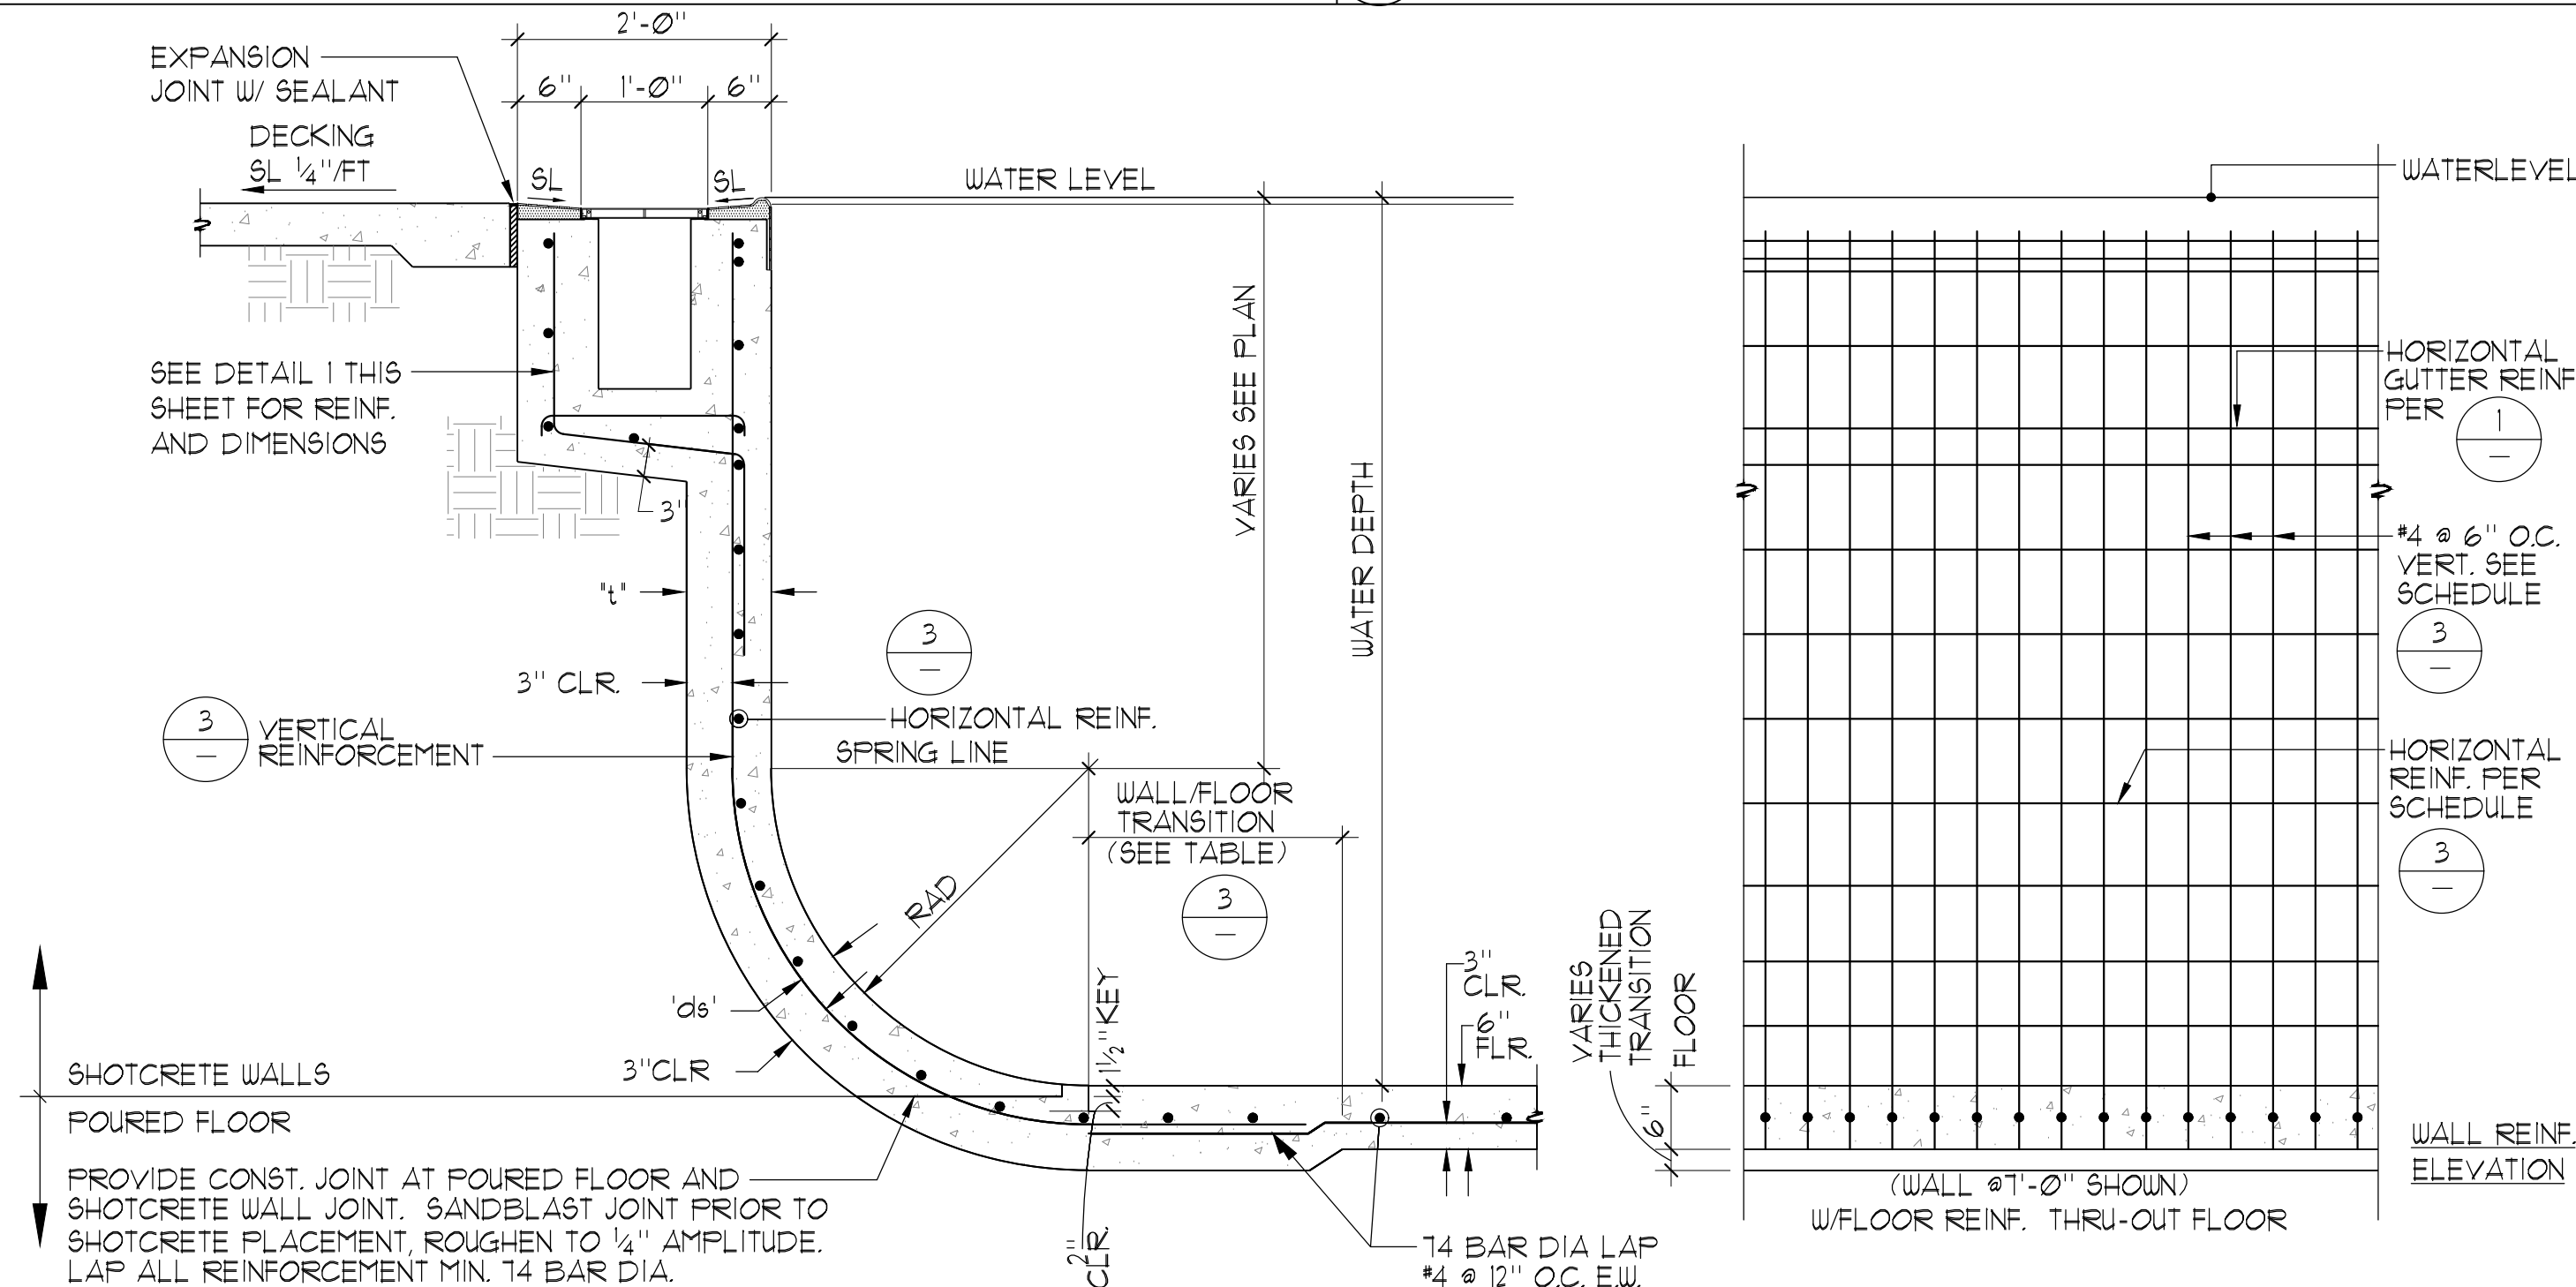 2'-0"
6"
1'-0"
6"
EXPANSION
JOINT W/ SEALANT
DECKING
SL 1/4"/FT
SL
SL
WATER LEVEL
SEE DETAIL 1 THIS
SHEET FOR REINF.
AND DIMENSIONS
3"
"t"
3" CLR.
3
—
VERTICAL
REINFORCEMENT
3
—
HORIZONTAL REINF.
SPRING LINE
VARIES SEE PLAN
WATER DEPTH
WALL/FLOOR
TRANSITION
(SEE TABLE)
3
—
RAD
'ds'
3"CLR
1 1/2" KEY
2"
CLR.
3"
CLR.
6"
FLR.
SHOTCRETE WALLS
POURED FLOOR
PROVIDE CONST. JOINT AT POURED FLOOR AND
SHOTCRETE WALL JOINT. SANDBLAST JOINT PRIOR TO
SHOTCRETE PLACEMENT, ROUGHEN TO 1/4" AMPLITUDE.
LAP ALL REINFORCEMENT MIN. 74 BAR DIA.
74 BAR DIA LAP
#4 @ 12" O.C. E.W.
VARIES
THICKENED
TRANSITION
FLOOR
6"
WATERLEVEL
HORIZONTAL
GUTTER REINF
PER
1
—
#4 @ 6" O.C.
VERT. SEE
SCHEDULE
3
—
HORIZONTAL
REINF. PER
SCHEDULE
3
—
WALL REINF.
ELEVATION
(WALL @7'-0" SHOWN)
W/FLOOR REINF. THRU-OUT FLOOR